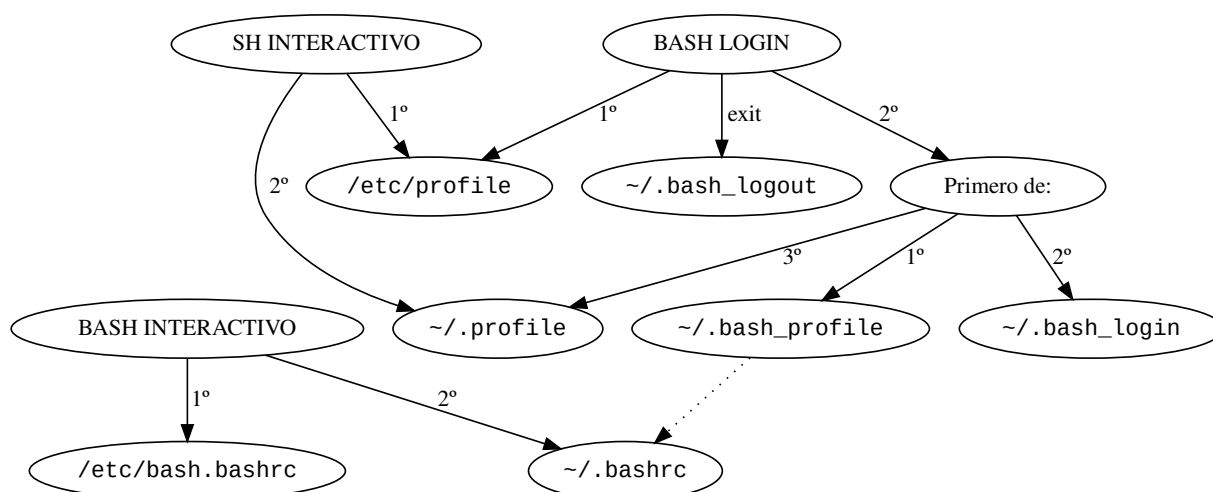 SH INTERACTIVO
BASH LOGIN
1º
1º
exit
2º
2º
/etc/profile
~/.bash_logout
Primero de:
3º
1º
2º
BASH INTERACTIVO
~/.profile
~/.bash_profile
~/.bash_login
1º
2º
/etc/bash.bashrc
~/.bashrc